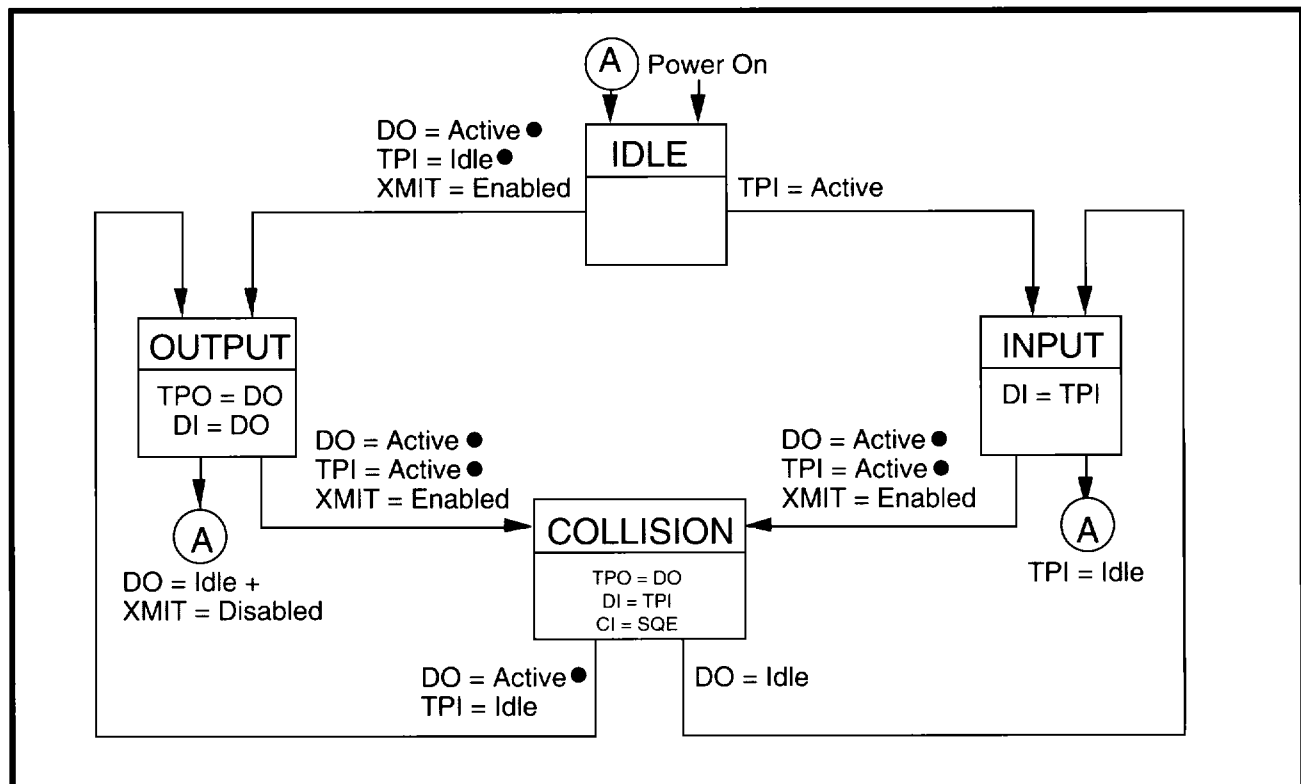 A
Power On
DO = Active ●
TPI = Idle ●
XMIT = Enabled
IDLE
TPI = Active
OUTPUT
TPO = DO
DI = DO
INPUT
DI = TPI
DO = Active ●
TPI = Active ●
XMIT = Enabled
DO = Active ●
TPI = Active ●
XMIT = Enabled
A
DO = Idle +
XMIT = Disabled
COLLISION
TPO = DO
DI = TPI
CI = SQE
A
TPI = Idle
DO = Active ●
TPI = Idle
DO = Idle